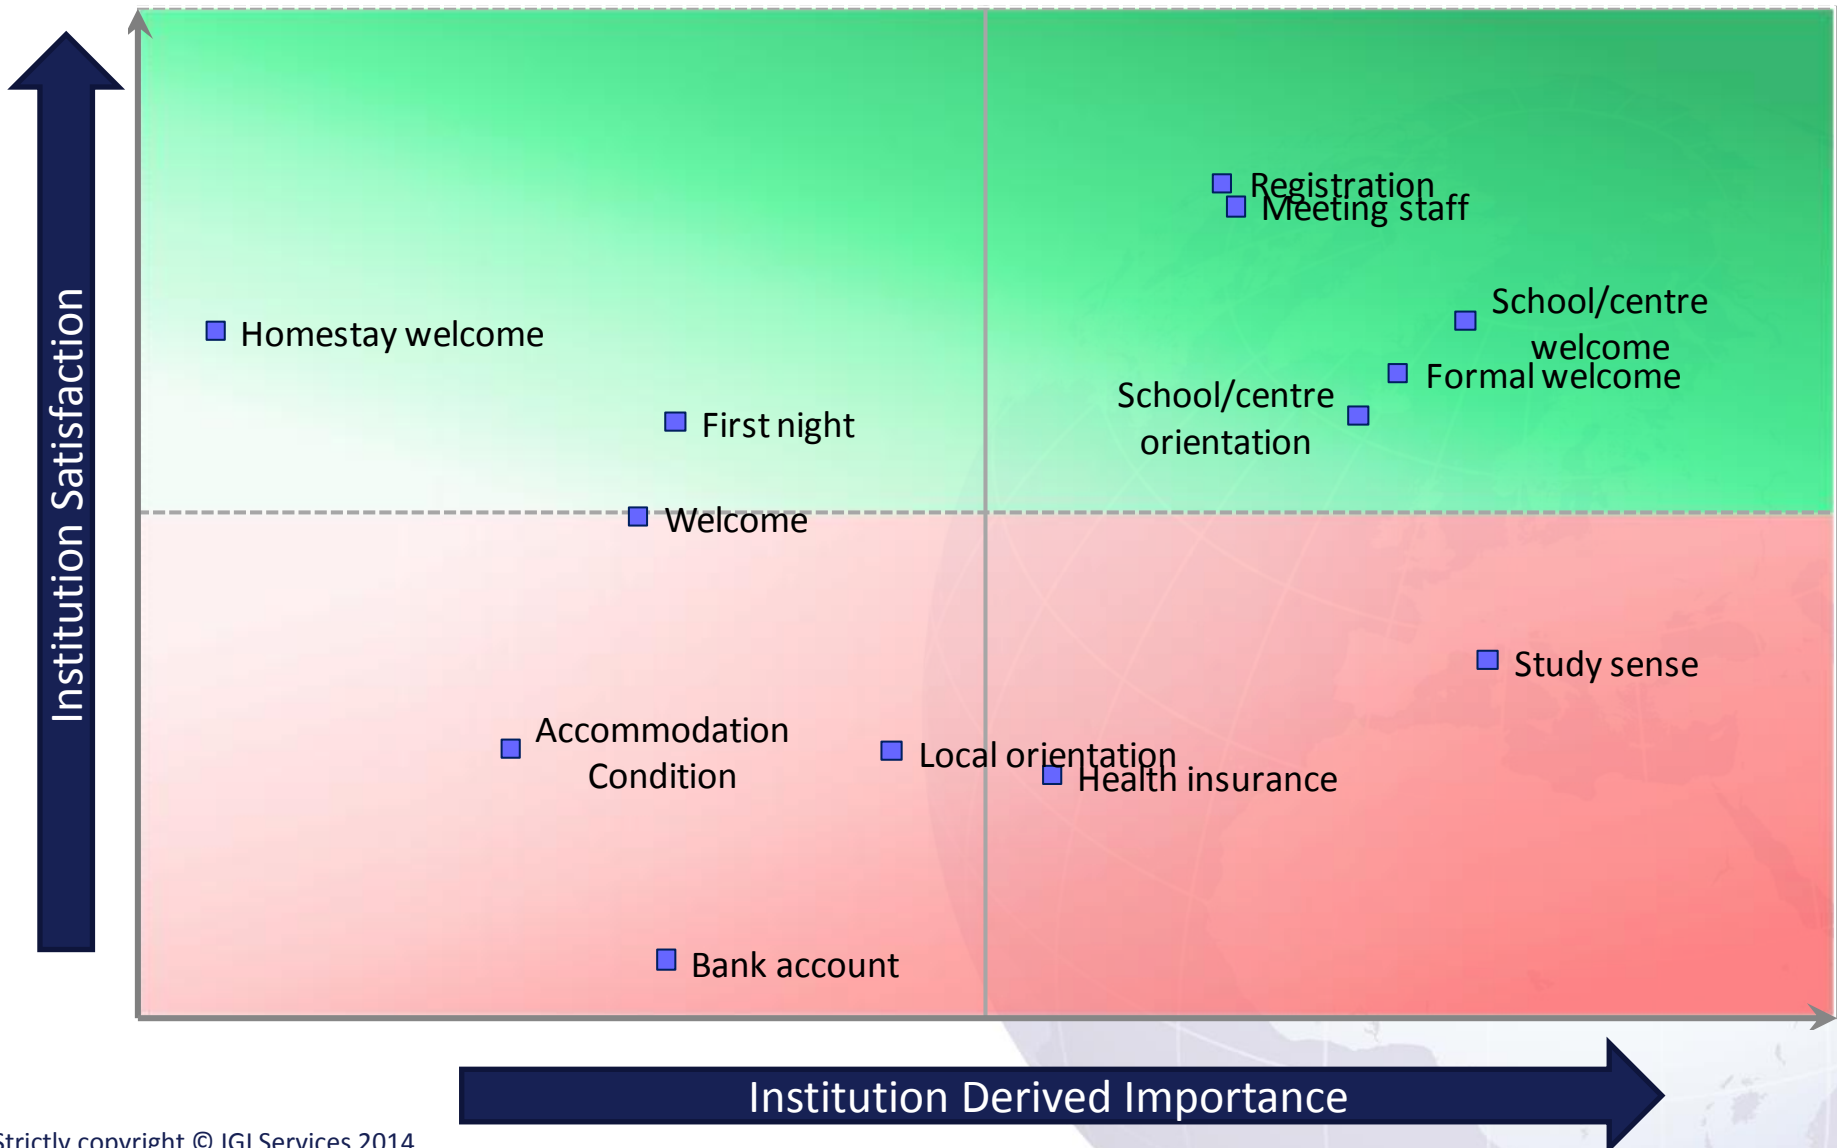 Institution Satisfaction
Registration
Meeting staff
School/centre
welcome
Homestay welcome
Formal welcome
School/centre
orientation
First night
Welcome
Study sense
Accommodation
Condition
Local orientation
Health insurance
Bank account
Institution Derived Importance
Strictly copyright © IGI Services 2014